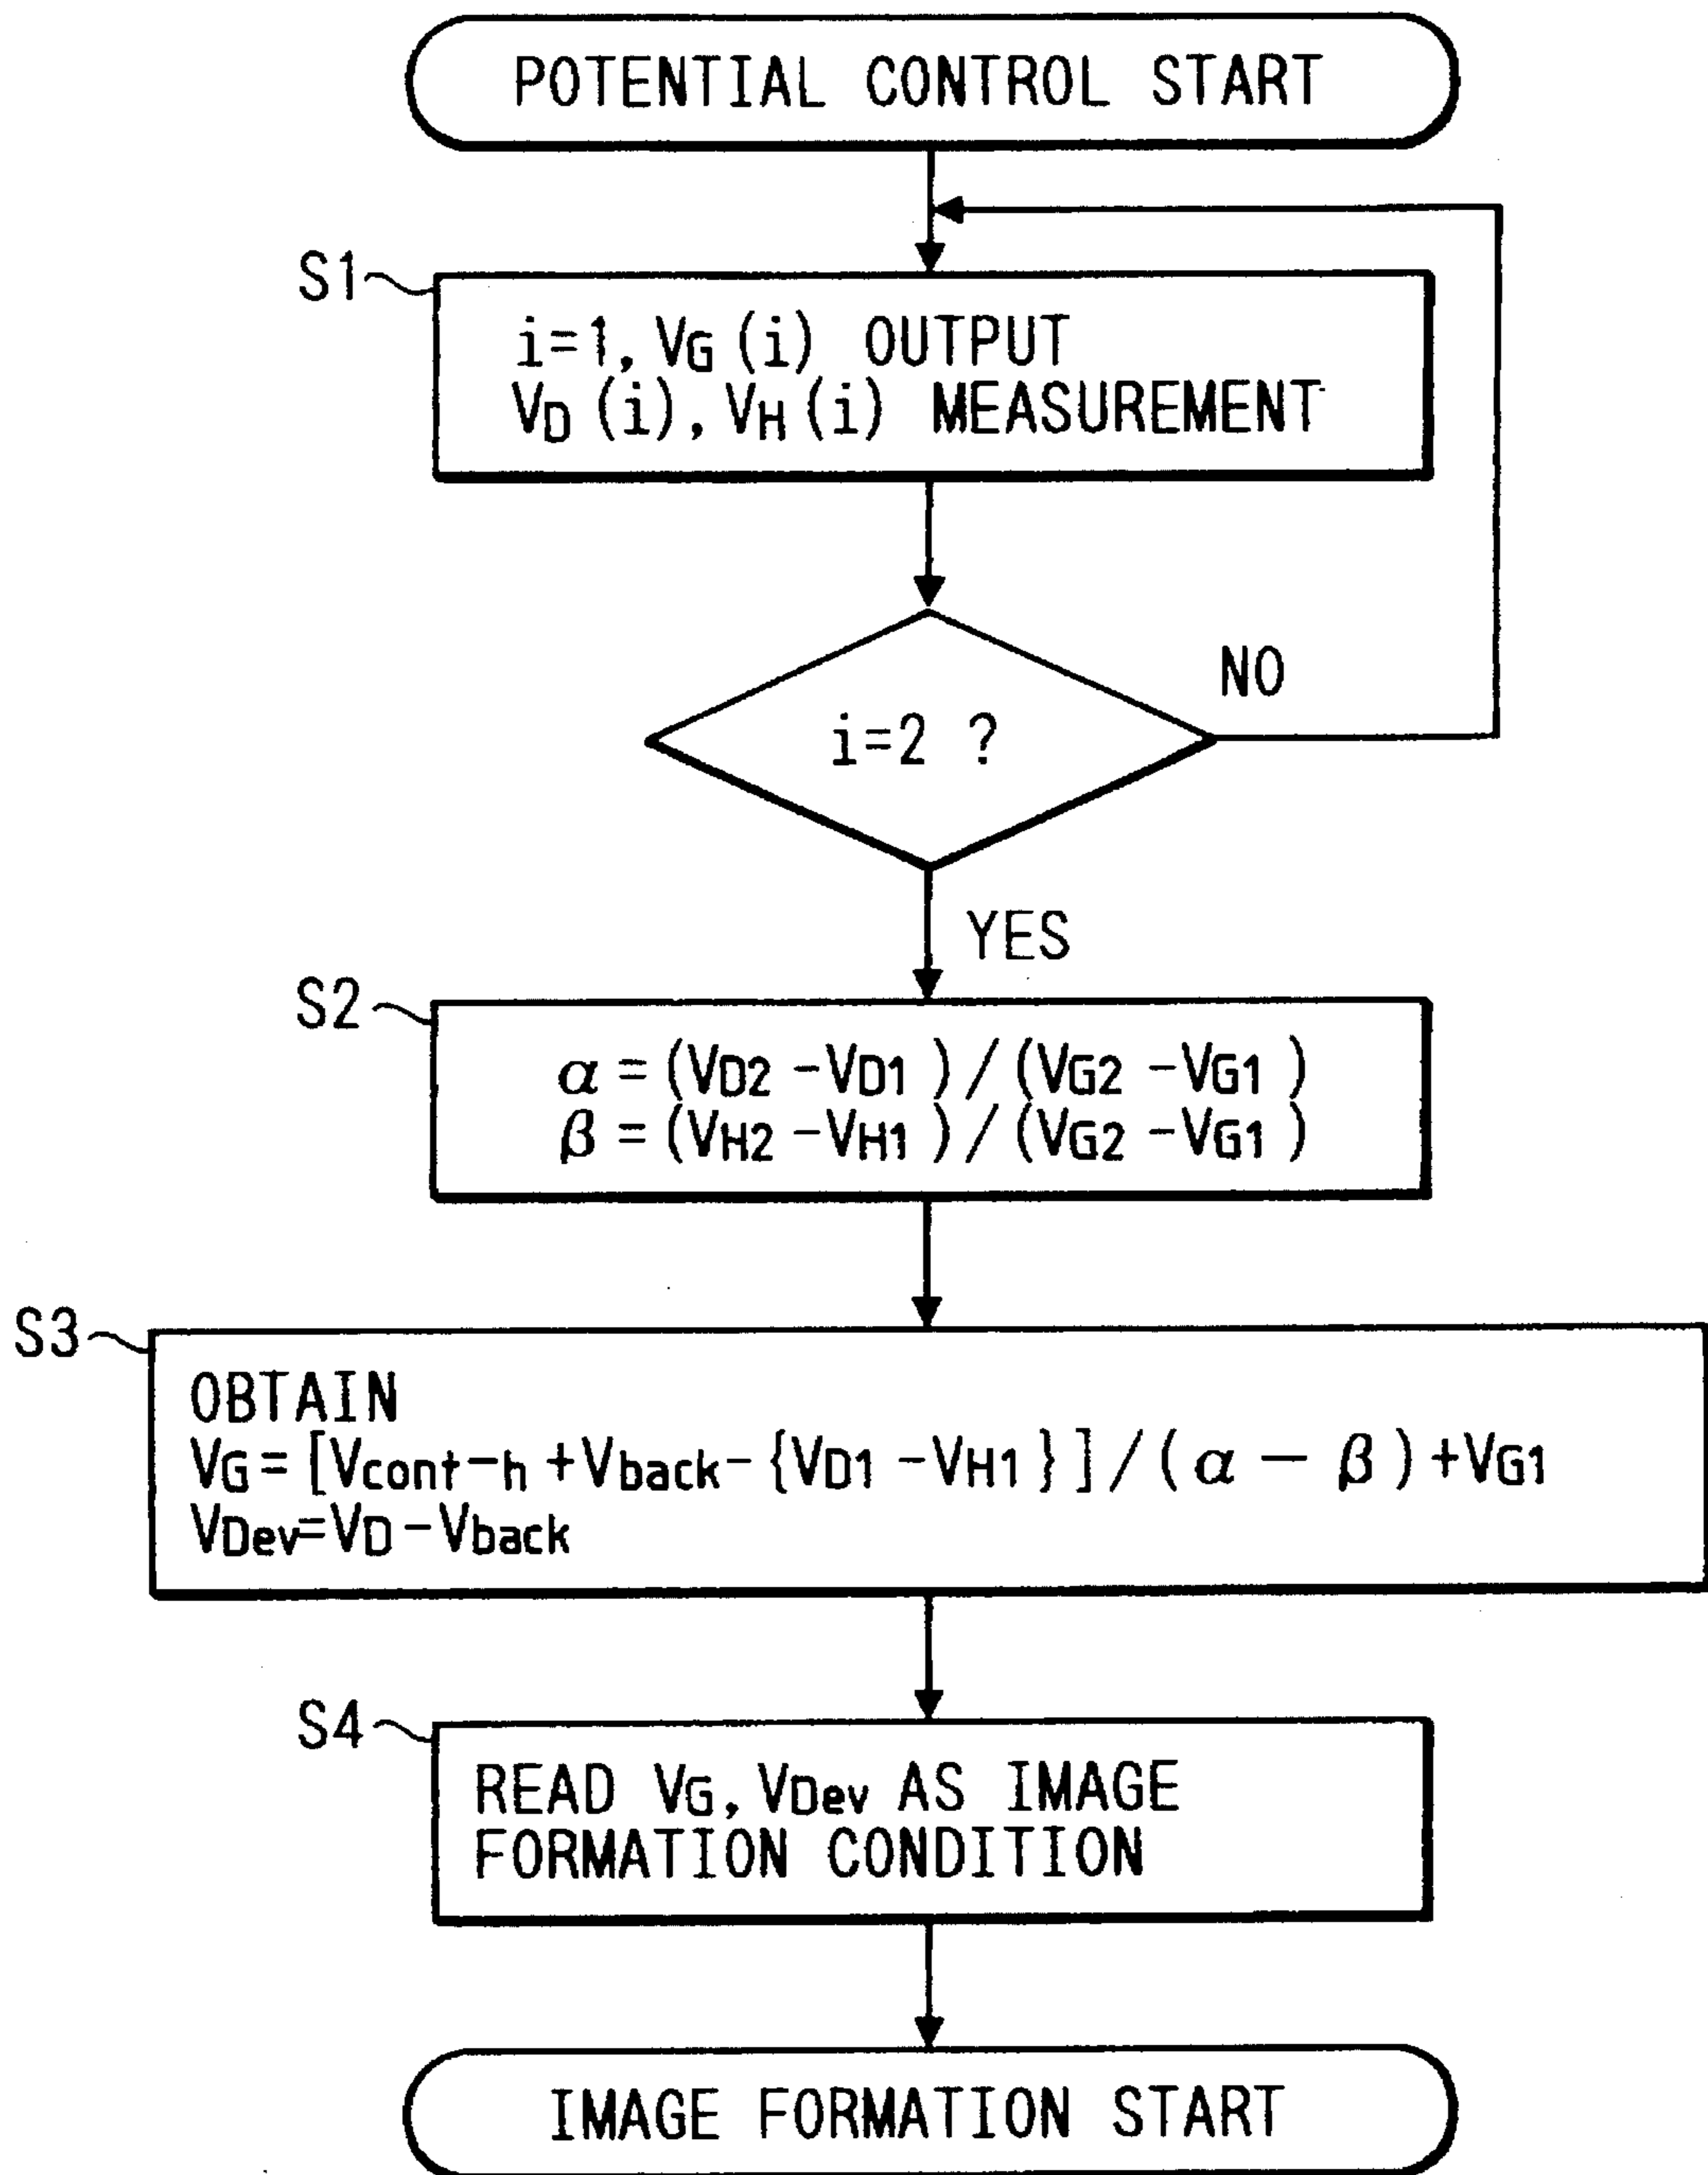 POTENTIAL CONTROL START
S1
i=1, VG (i) OUTPUT
VD (i), VH (i) MEASUREMENT
i=2 ?
NO
YES
S2
α = (VD2 -VD1 )/(VG2 -VG1 )
β = (VH2 -VH1 )/(VG2 -VG1 )
S3
OBTAIN
VG= [Vcont-h +Vback- {VD1 -VH1 }]/(α - β)+VG1
VDev=VD-Vback
S4
READ VG, VDev AS IMAGE
FORMATION CONDITION
IMAGE FORMATION START